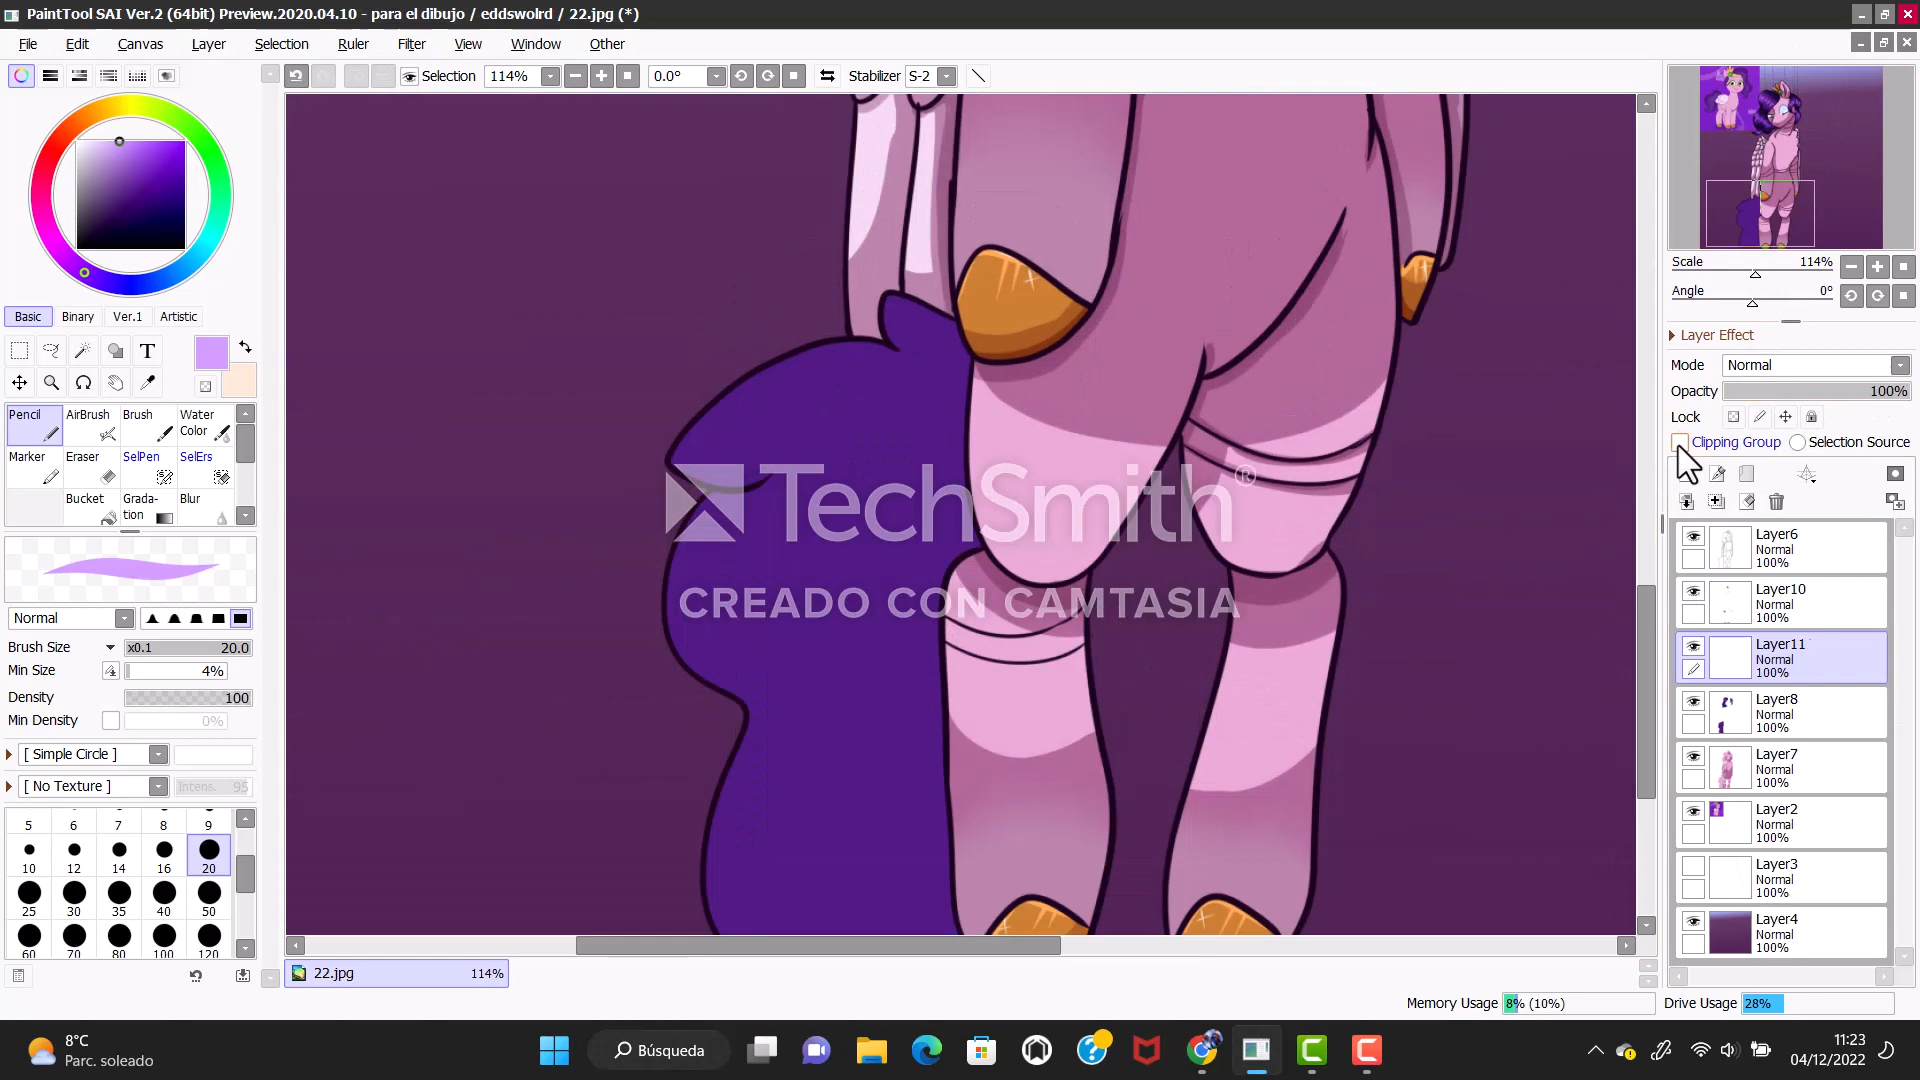 PaintTool SAI Ver.2 (64bit) Preview.2020.04.10 - para el dibujo / eddswolrd / 22.jpg (*)
File Edit Canvas Layer Selection Ruler Filter View Window Other
Selection 114% 0.0° Stabilizer S-2
Scale 114%
Angle 0°
Basic Binary Ver.1 Artistic
Layer Effect
Mode Normal
Opacity 100%
Lock
Clipping Group Selection Source
T
Pencil AirBrush Brush Water Color
Marker Eraser SelPen SelErs
Bucket Gradation Blur
Normal
Brush Size x0.1 20.0
Min Size 4%
Density 100
Min Density 0%
[ Simple Circle ]
[ No Texture ] Intens. 95
5 6 7 8 9
10 12 14 16 20
25 30 35 40 50
60 70 80 100 120
TechSmith®
CREADO CON CAMTASIA
Layer6
Normal
100%
Layer10
Normal
100%
Layer11
Normal
100%
Layer8
Normal
100%
Layer7
Normal
100%
Layer2
Normal
100%
Layer3
Normal
100%
Layer4
Normal
100%
22.jpg 114%
Memory Usage 8% (10%) Drive Usage 28%
8°C
Parc. soleado
Búsqueda
11:23
04/12/2022